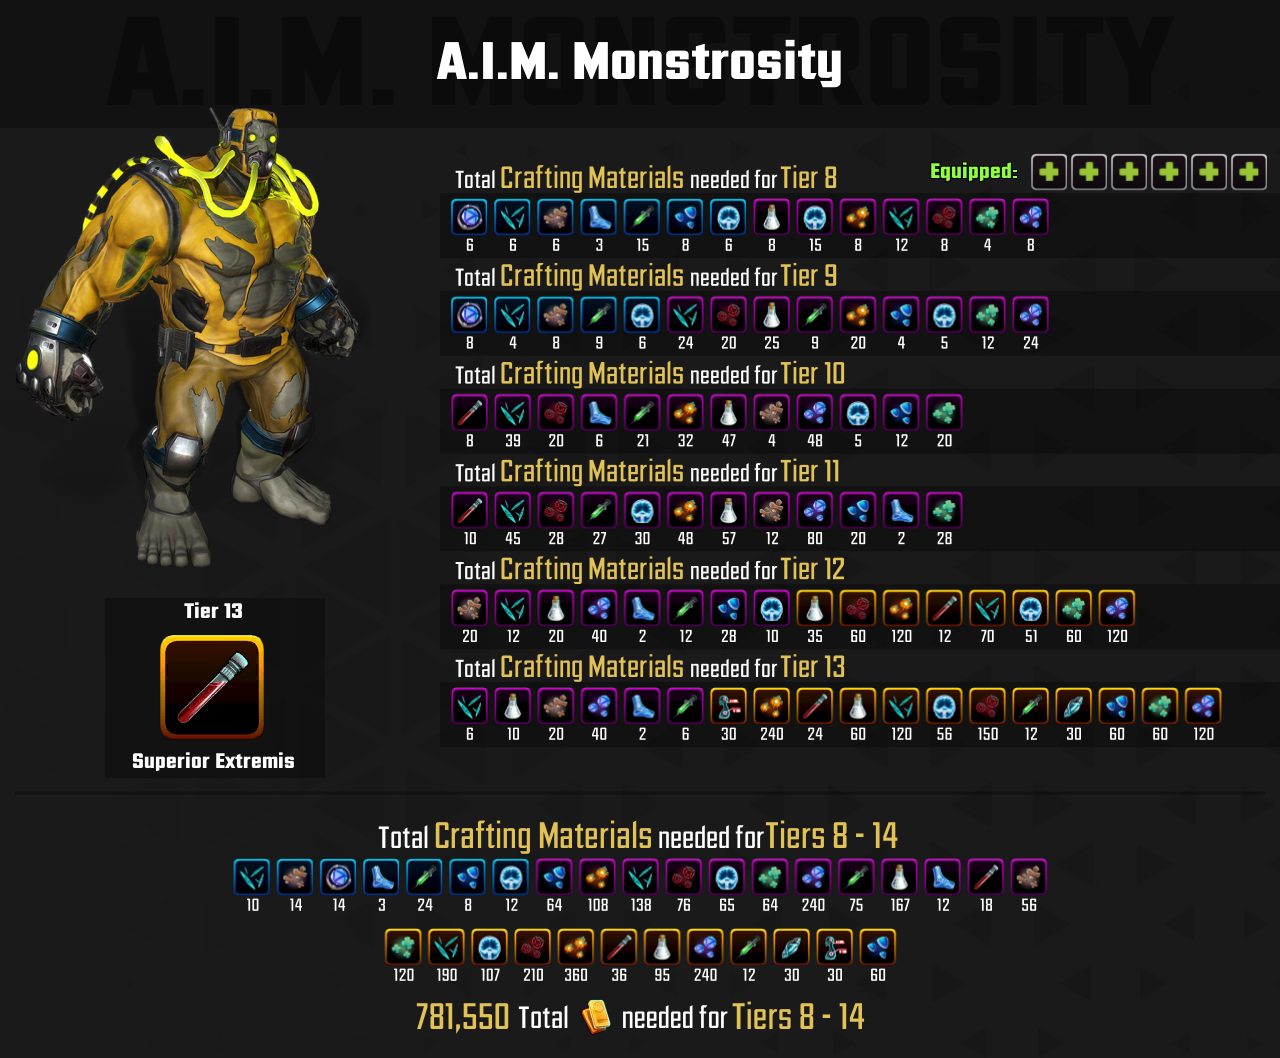 A.I.M. MONSTROSITY
A.I.M. Monstrosity
Equipped:
Total Crafting Materials needed for Tier 8
6 6 6 3 15 8 6 8 15 8 12 8 4 8
Total Crafting Materials needed for Tier 9
8 4 8 9 6 24 20 25 9 20 4 5 12 24
Total Crafting Materials needed for Tier 10
8 39 20 6 21 32 47 4 48 5 12 20
Total Crafting Materials needed for Tier 11
10 45 28 27 30 48 57 12 80 20 2 28
Total Crafting Materials needed for Tier 12
20 12 20 40 2 12 28 10 35 60 120 12 70 51 60 120
Total Crafting Materials needed for Tier 13
6 10 20 40 2 6 30 240 24 60 120 56 150 12 30 60 60 120
Tier 13
Superior Extremis
Total Crafting Materials needed for Tiers 8 - 14
10 14 14 3 24 8 12 64 108 138 76 65 64 240 75 167 12 18 56
120 190 107 210 360 36 95 240 12 30 30 60
781,550 Total needed for Tiers 8 - 14